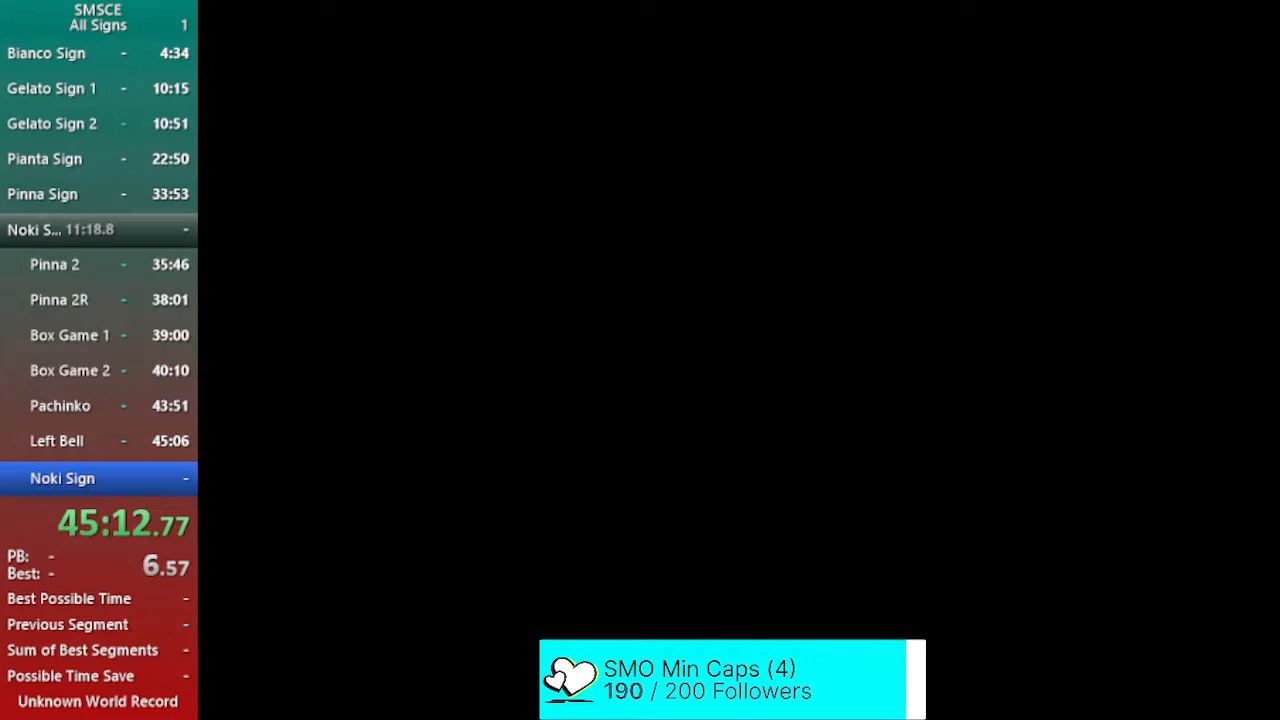 SMSCE
All Signs 1
Bianco Sign - 4:34
Gelato Sign 1 - 10:15
Gelato Sign 2 - 10:51
Pianta Sign - 22:50
Pinna Sign - 33:53
Noki S... 11:18.8 -
Pinna 2 - 35:46
Pinna 2R - 38:01
Box Game 1 - 39:00
Box Game 2 - 40:10
Pachinko - 43:51
Left Bell - 45:06
Noki Sign -
45:12.77
PB: -
Best: - 6.57
Best Possible Time -
Previous Segment -
Sum of Best Segments -
Possible Time Save -
Unknown World Record
SMO Min Caps (4)
190 / 200 Followers